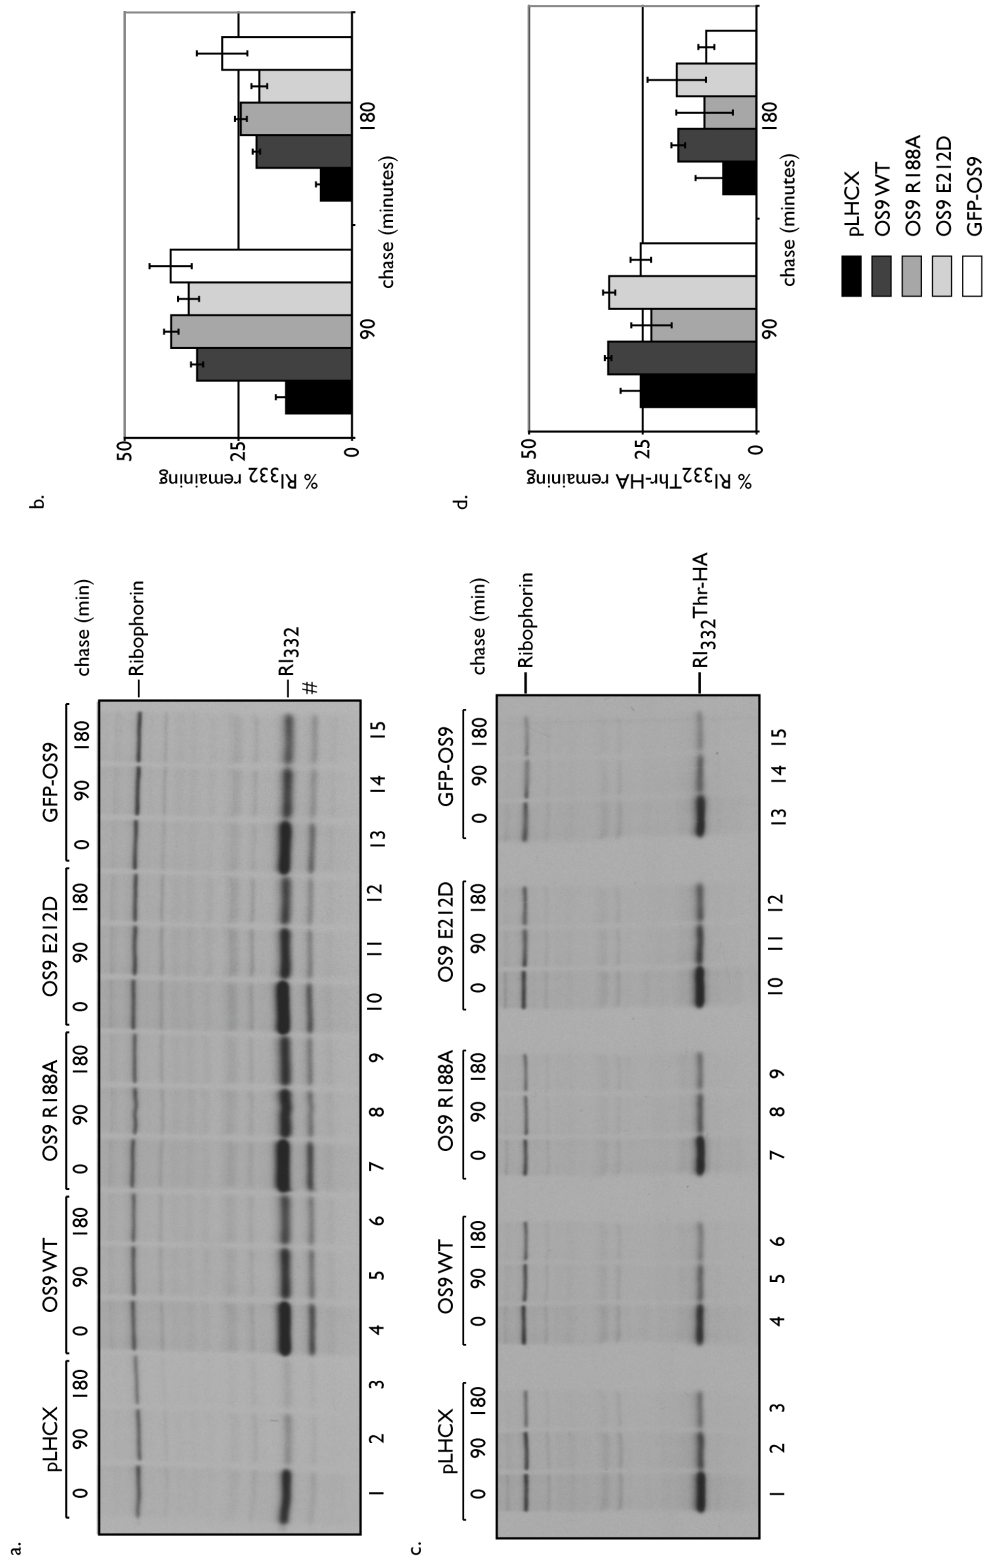 a.
pLHCX OS9 WT OS9 R188A OS9 E212D GFP-OS9
0 90 180 0 90 180 0 90 180 0 90 180 0 90 180 chase (min)
Ribophorin
RI332
#
1 2 3 4 5 6 7 8 9 10 11 12 13 14 15
b.
% RI332 remaining
50
25
0
90 180
chase (minutes)
c.
pLHCX OS9 WT OS9 R188A OS9 E212D GFP-OS9
0 90 180 0 90 180 0 90 180 0 90 180 0 90 180 chase (min)
Ribophorin
RI332Thr-HA
1 2 3 4 5 6 7 8 9 10 11 12 13 14 15
d.
% RI332Thr-HA remaining
50
25
0
90 180
chase (minutes)
pLHCX
OS9 WT
OS9 R188A
OS9 E212D
GFP-OS9